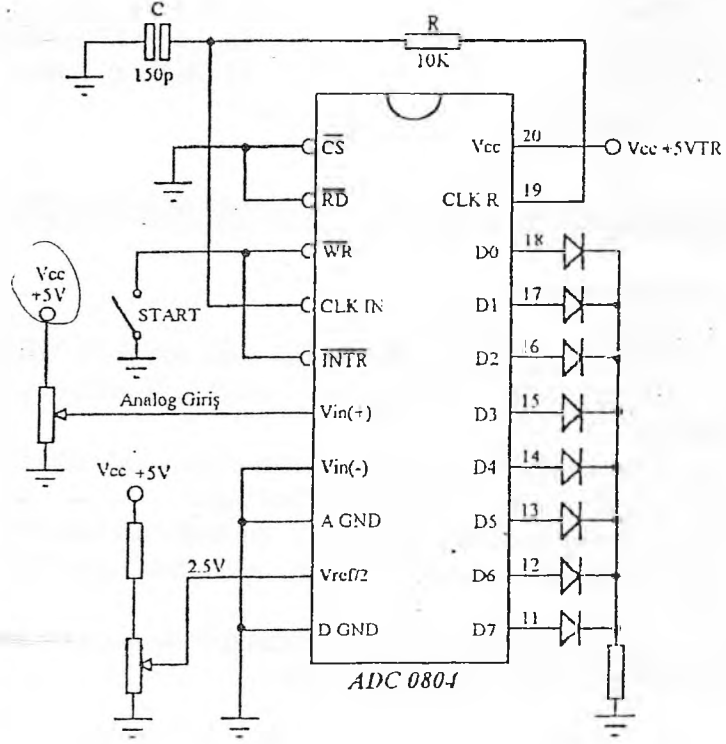 C
150p
R
10K
CS
Vcc
20
Vcc +5VTR
RD
CLK R
19
WR
D0
18
Vcc
+5V
START
CLK IN
D1
17
INTR
D2
16
Analog Giriş
Vin(+)
D3
15
Vcc +5V
Vin(-)
D4
14
A GND
D5
13
2.5V
Vref/2
D6
12
D GND
D7
11
ADC 0804